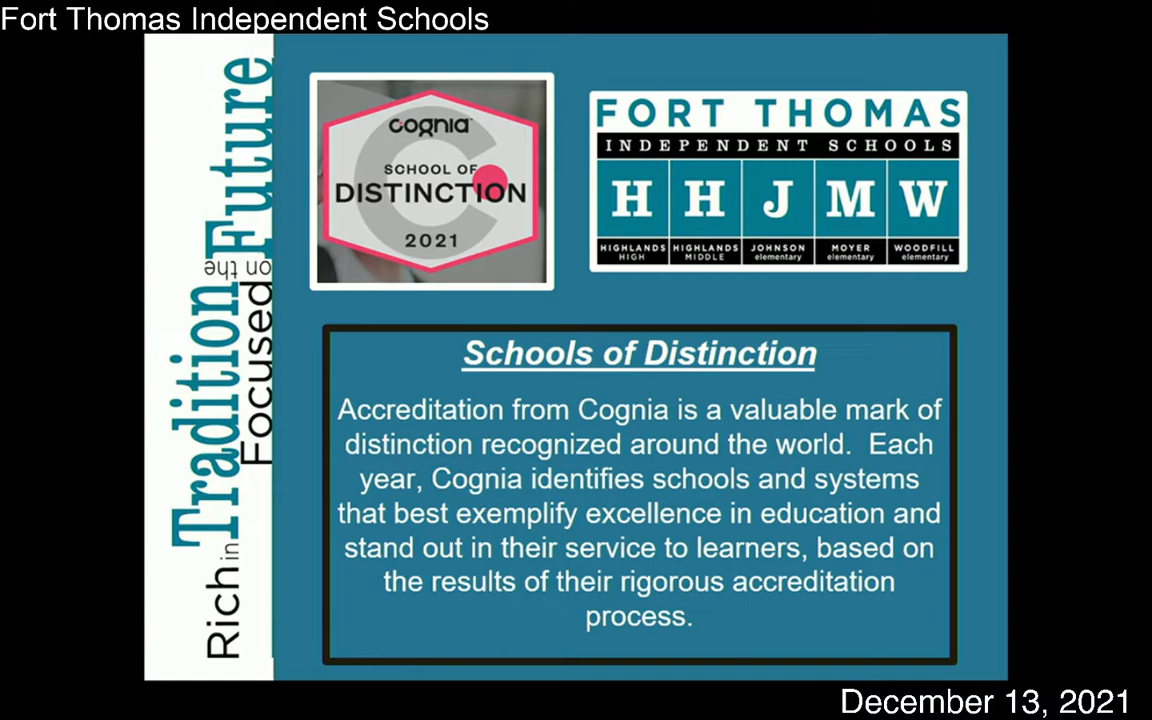 Fort Thomas Independent Schools
Rich in Tradition
Focused on the Future
cognia
SCHOOL OF
DISTINCTION
2021
FORT THOMAS
INDEPENDENT SCHOOLS
H H J M W
HIGHLANDS HIGH
HIGHLANDS MIDDLE
JOHNSON elementary
MOYER elementary
WOODFILL elementary
Schools of Distinction
Accreditation from Cognia is a valuable mark of
distinction recognized around the world. Each
year, Cognia identifies schools and systems
that best exemplify excellence in education and
stand out in their service to learners, based on
the results of their rigorous accreditation
process.
December 13, 2021